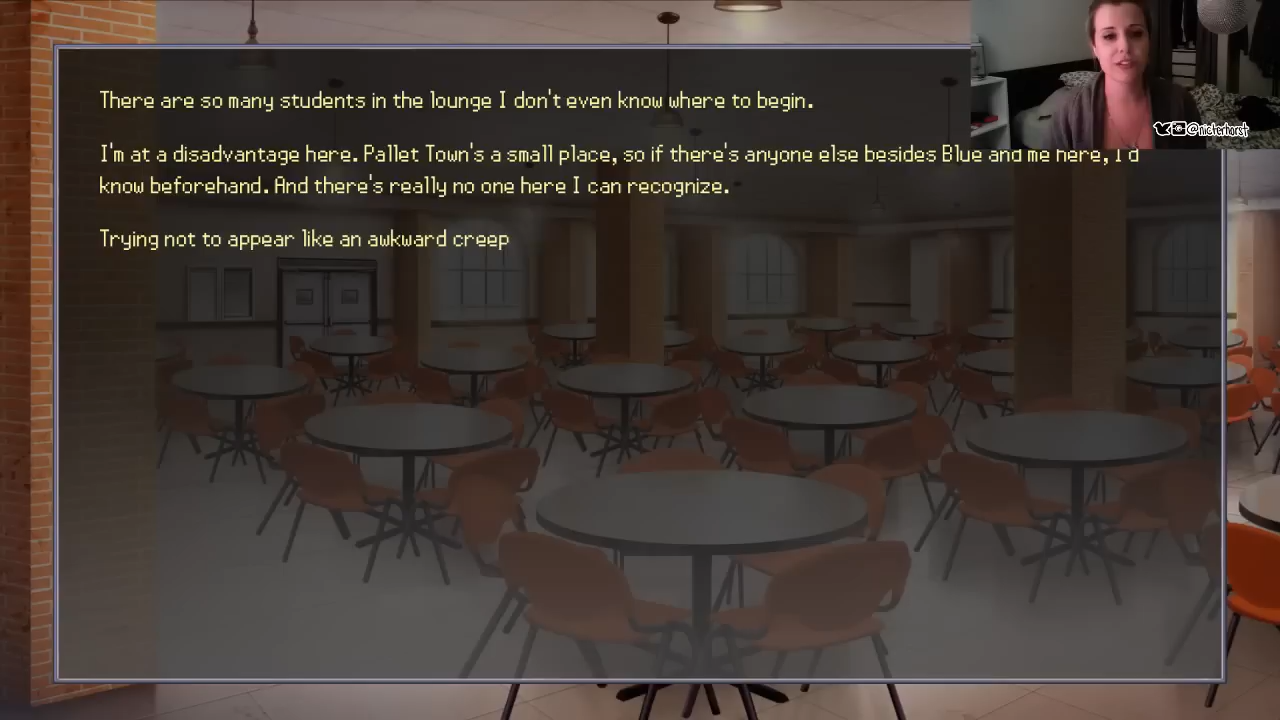 There are so many students in the lounge I don't even know where to begin.
I'm at a disadvantage here. Pallet Town's a small place, so if there's anyone else besides Blue and me here, I'd
know beforehand. And there's really no one here I can recognize.
Trying not to appear like an awkward creep
@nickerhorst